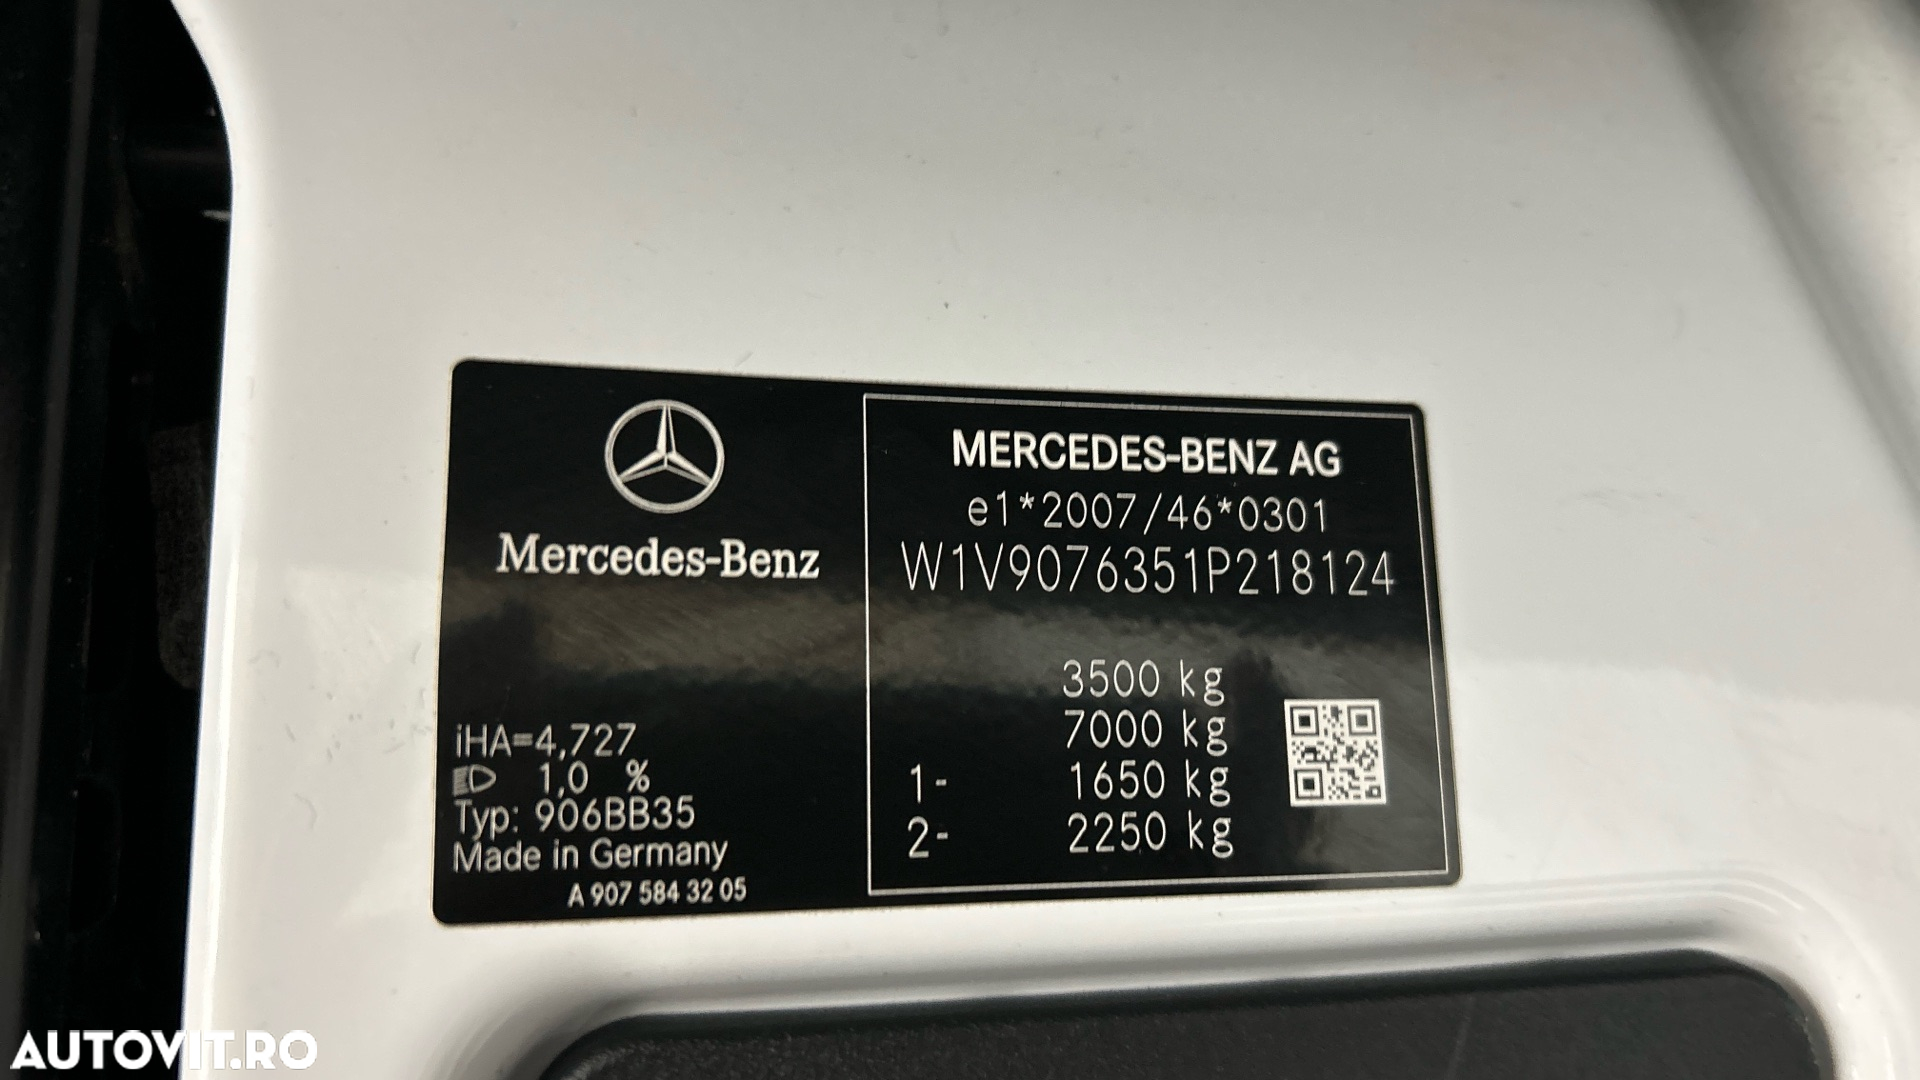 Mercedes-Benz
iHA=4,727
1,0 %
Typ: 906BB35
Made in Germany
A 907 584 32 05
MERCEDES-BENZ AG
e1*2007/46*0301
W1V9076351P218124
3500 kg
7000 kg
1- 1650 kg
2- 2250 kg
AUTOVIT.RO